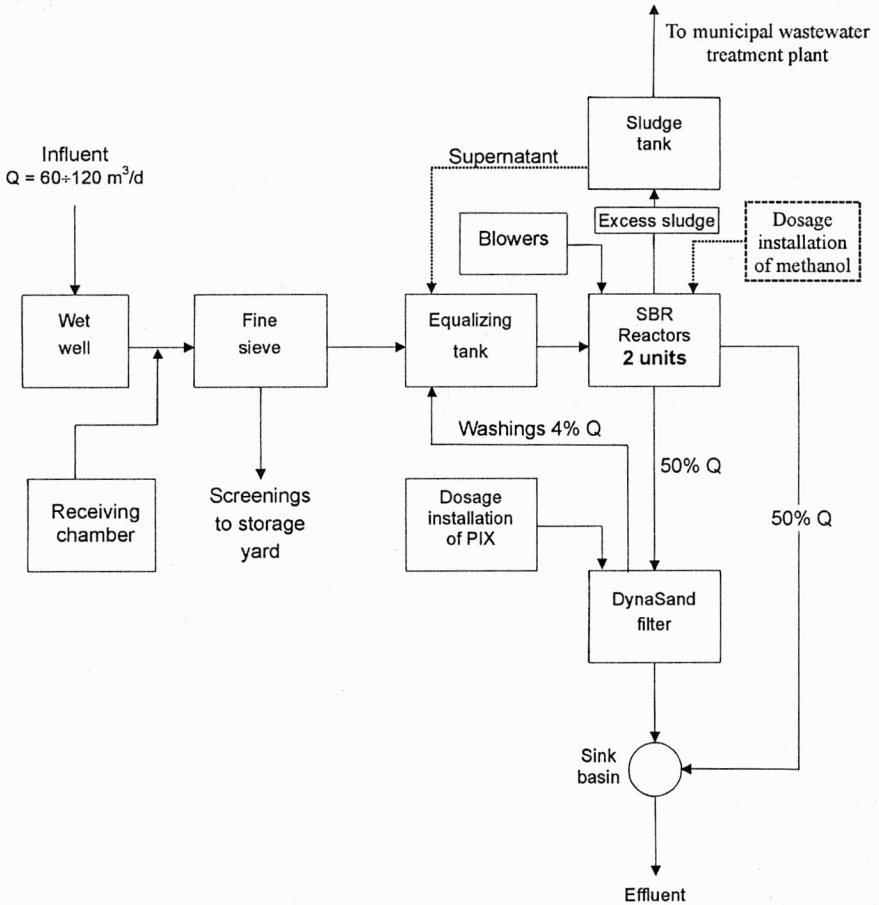 To municipal wastewater
treatment plant
Sludge
tank
Influent
Q = 60÷120 m³/d
Supernatant
Excess sludge
Dosage
installation
of methanol
Blowers
Wet
well
Fine
sieve
Equalizing
tank
SBR
Reactors
2 units
Washings 4% Q
50% Q
50% Q
Receiving
chamber
Screenings
to storage
yard
Dosage
installation
of PIX
DynaSand
filter
Sink
basin
Effluent